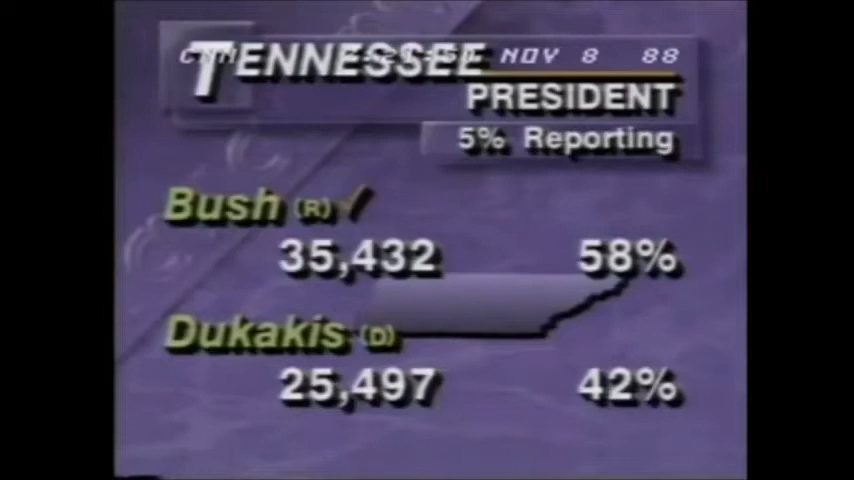 TENNESSEE
NOV 8 88
PRESIDENT
5% Reporting
Bush (R) ✓
35,432 58%
Dukakis (D)
25,497 42%